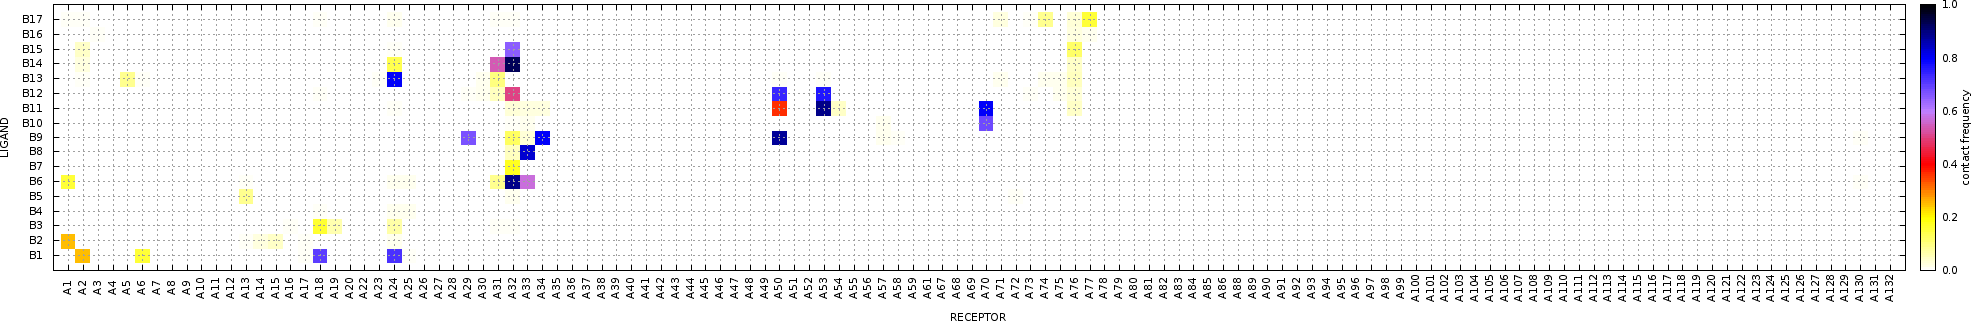 B17
B16
B15
B14
B13
B12
B11
B10
B9
B8
B7
B6
B5
B4
B3
B2
B1
LIGAND
A1 A2 A3 A4 A5 A6 A7 A8 A9 A10 A11 A12 A13 A14 A15 A16 A17 A18 A19 A20 A22 A23 A24 A25 A26 A27 A28 A29 A30 A31 A32 A33 A34 A35 A36 A37 A38 A39 A40 A41 A42 A43 A44 A45 A46 A47 A48 A49 A50 A51 A52 A53 A54 A55 A56 A57 A58 A59 A61 A67 A68 A69 A70 A71 A72 A73 A74 A75 A76 A77 A78 A79 A80 A81 A82 A83 A84 A85 A86 A88 A89 A90 A91 A92 A93 A94 A95 A96 A97 A98 A99 A100 A101 A102 A103 A104 A105 A106 A107 A108 A109 A110 A111 A112 A113 A114 A115 A116 A117 A118 A119 A120 A121 A122 A123 A124 A125 A126 A127 A128 A129 A130 A131 A132
RECEPTOR
1.0
0.8
0.6
0.4
0.2
0.0
contact frequency